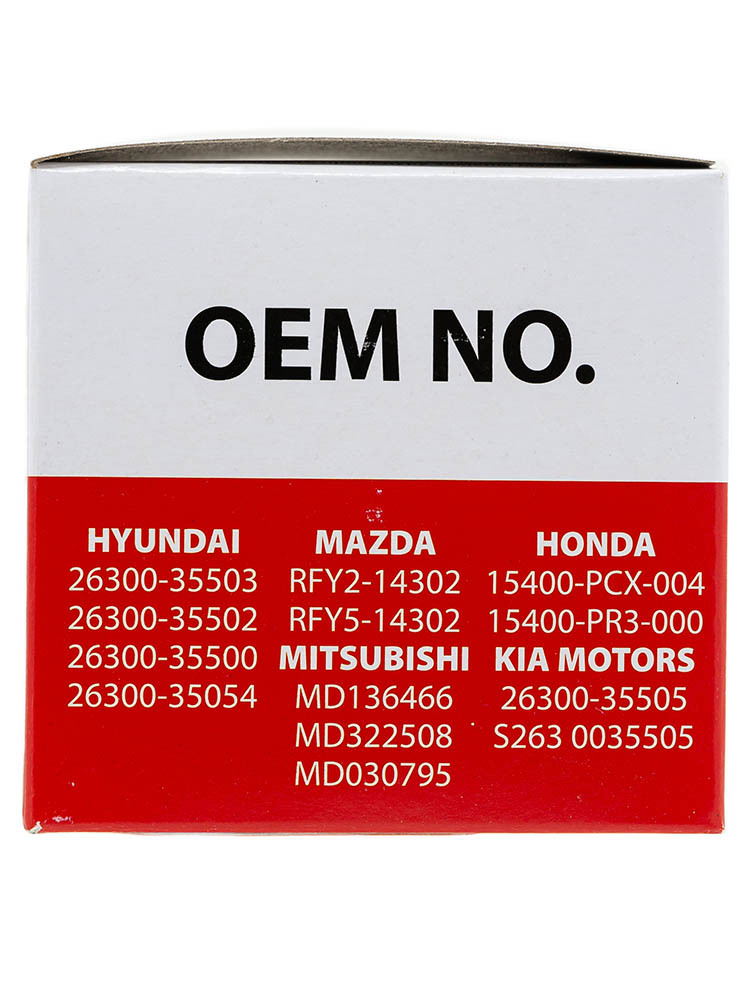 OEM NO.
HYUNDAI
26300-35503
26300-35502
26300-35500
26300-35054
MAZDA
RFY2-14302
RFY5-14302
MITSUBISHI
MD136466
MD322508
MD030795
HONDA
15400-PCX-004
15400-PR3-000
KIA MOTORS
26300-35505
S263 0035505